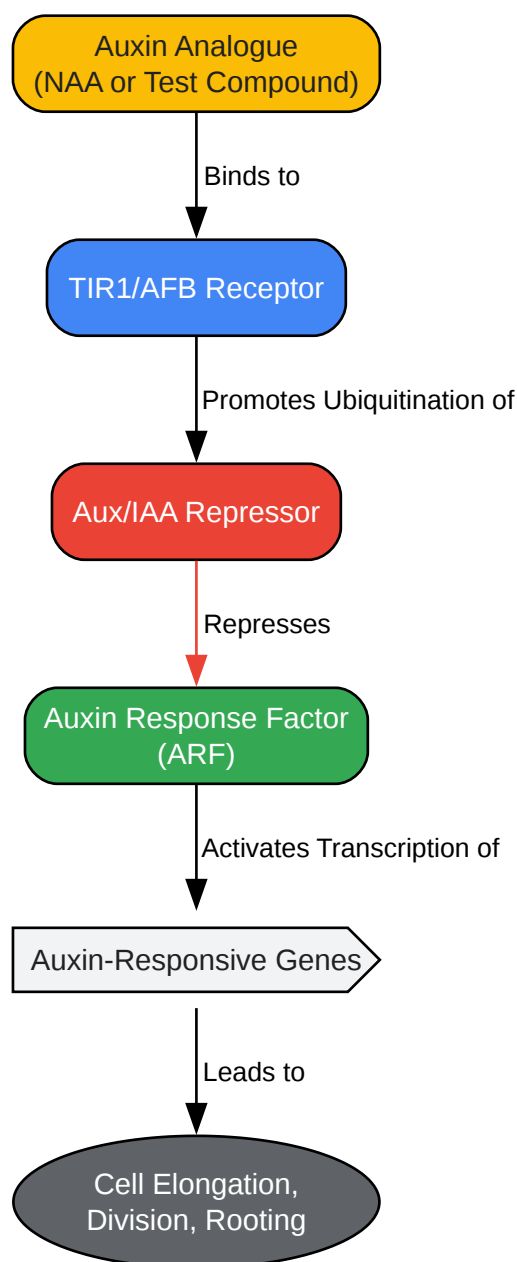 Auxin Analogue
(NAA or Test Compound)
Binds to
TIR1/AFB Receptor
Promotes Ubiquitination of
Aux/IAA Repressor
Represses
Auxin Response Factor
(ARF)
Activates Transcription of
Auxin-Responsive Genes
Leads to
Cell Elongation,
Division, Rooting